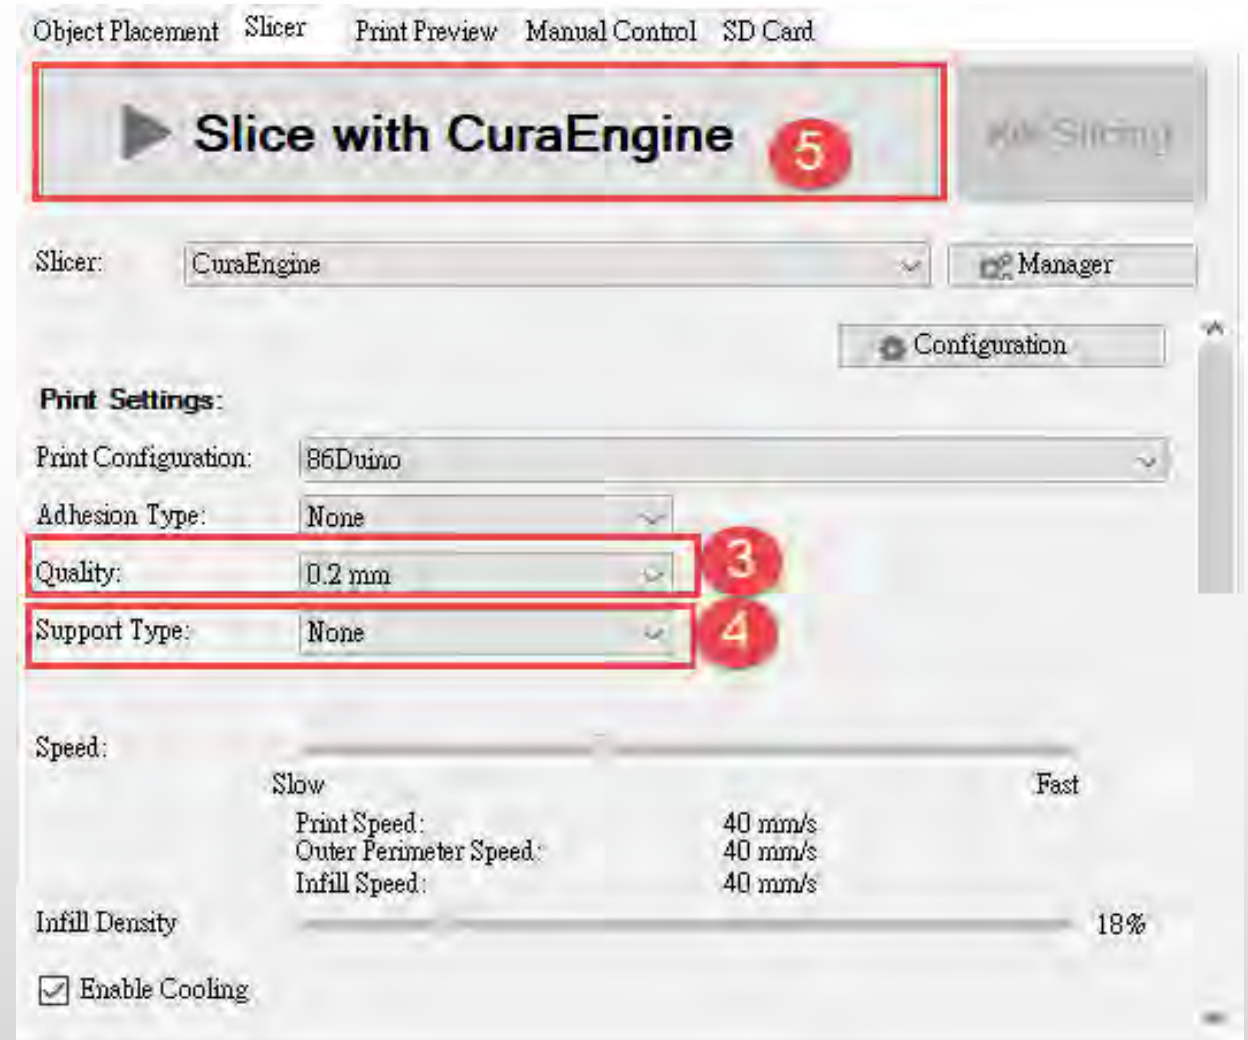 Object Placement Slicer Print Preview Manual Control SD Card
Slice with CuraEngine 5 Kill Slicing
Slicer: CuraEngine Manager
Configuration
Print Settings:
Print Configuration: 86Duino
Adhesion Type: None
Quality: 0.2 mm 3
Support Type: None 4
Speed:
Slow Fast
Print Speed: 40 mm/s
Outer Perimeter Speed: 40 mm/s
Infill Speed: 40 mm/s
Infill Density 18%
Enable Cooling